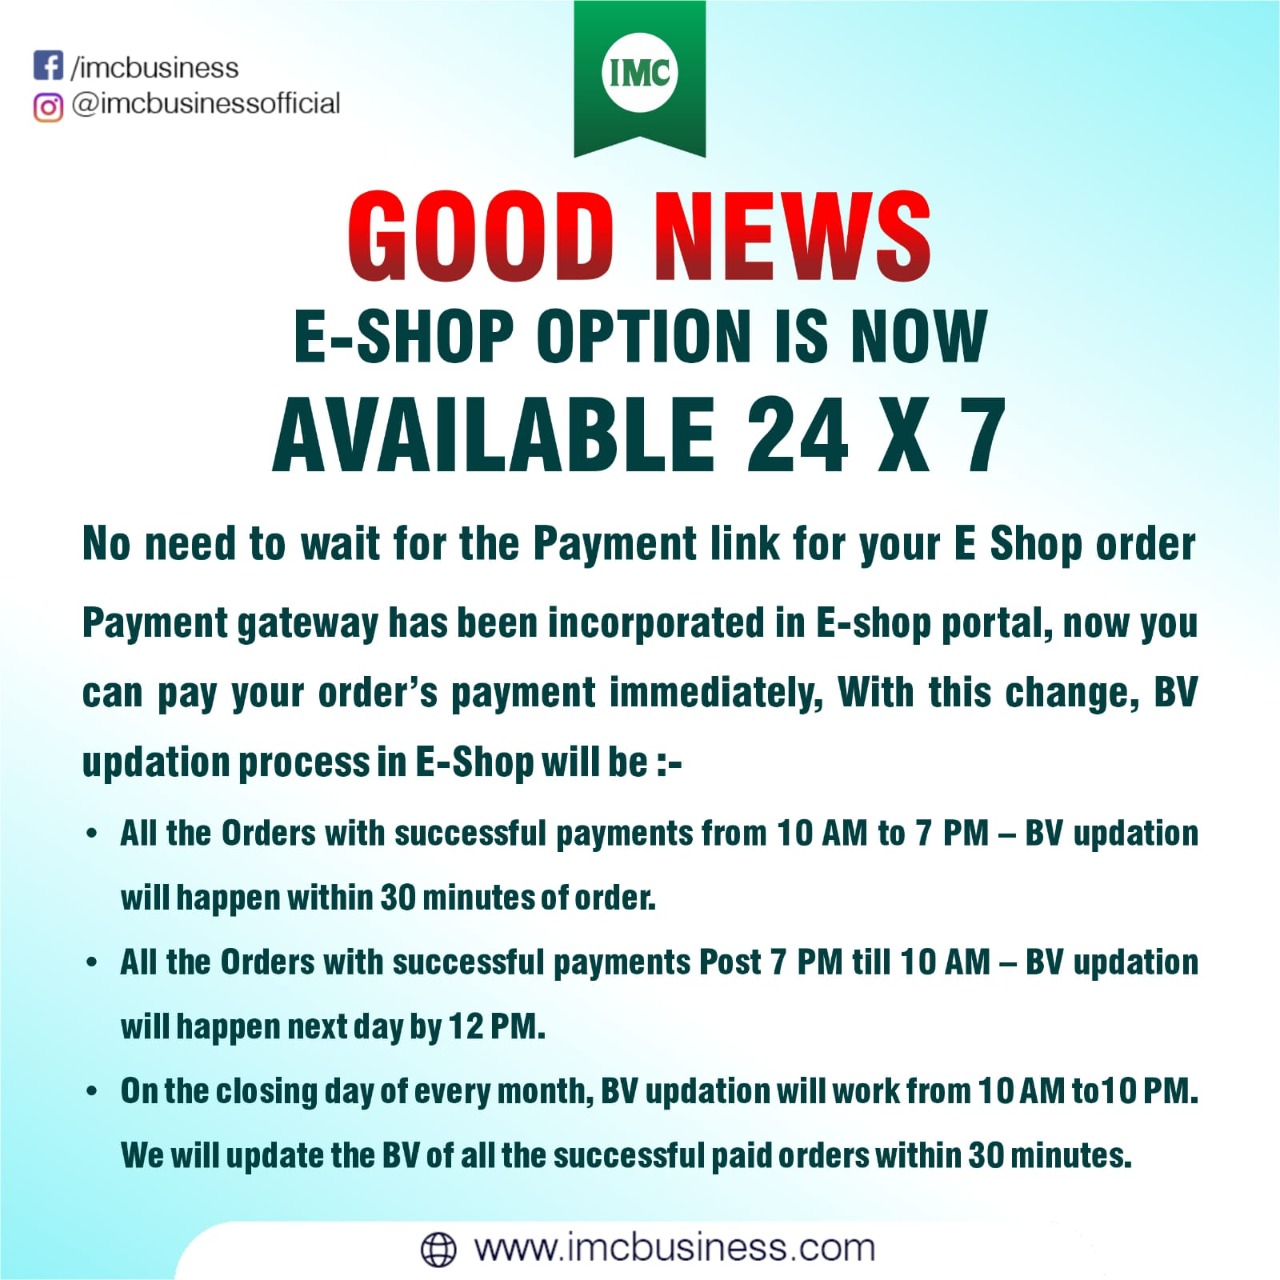 /imcbusiness
@imcbusinessofficial
IMC
GOOD NEWS
E-SHOP OPTION IS NOW
AVAILABLE 24 X 7
No need to wait for the Payment link for your E Shop order
Payment gateway has been incorporated in E-shop portal, now you
can pay your order’s payment immediately, With this change, BV
updation process in E-Shop will be :-
• All the Orders with successful payments from 10 AM to 7 PM – BV updation
will happen within 30 minutes of order.
• All the Orders with successful payments Post 7 PM till 10 AM – BV updation
will happen next day by 12 PM.
• On the closing day of every month, BV updation will work from 10 AM to10 PM.
We will update the BV of all the successful paid orders within 30 minutes.
www.imcbusiness.com